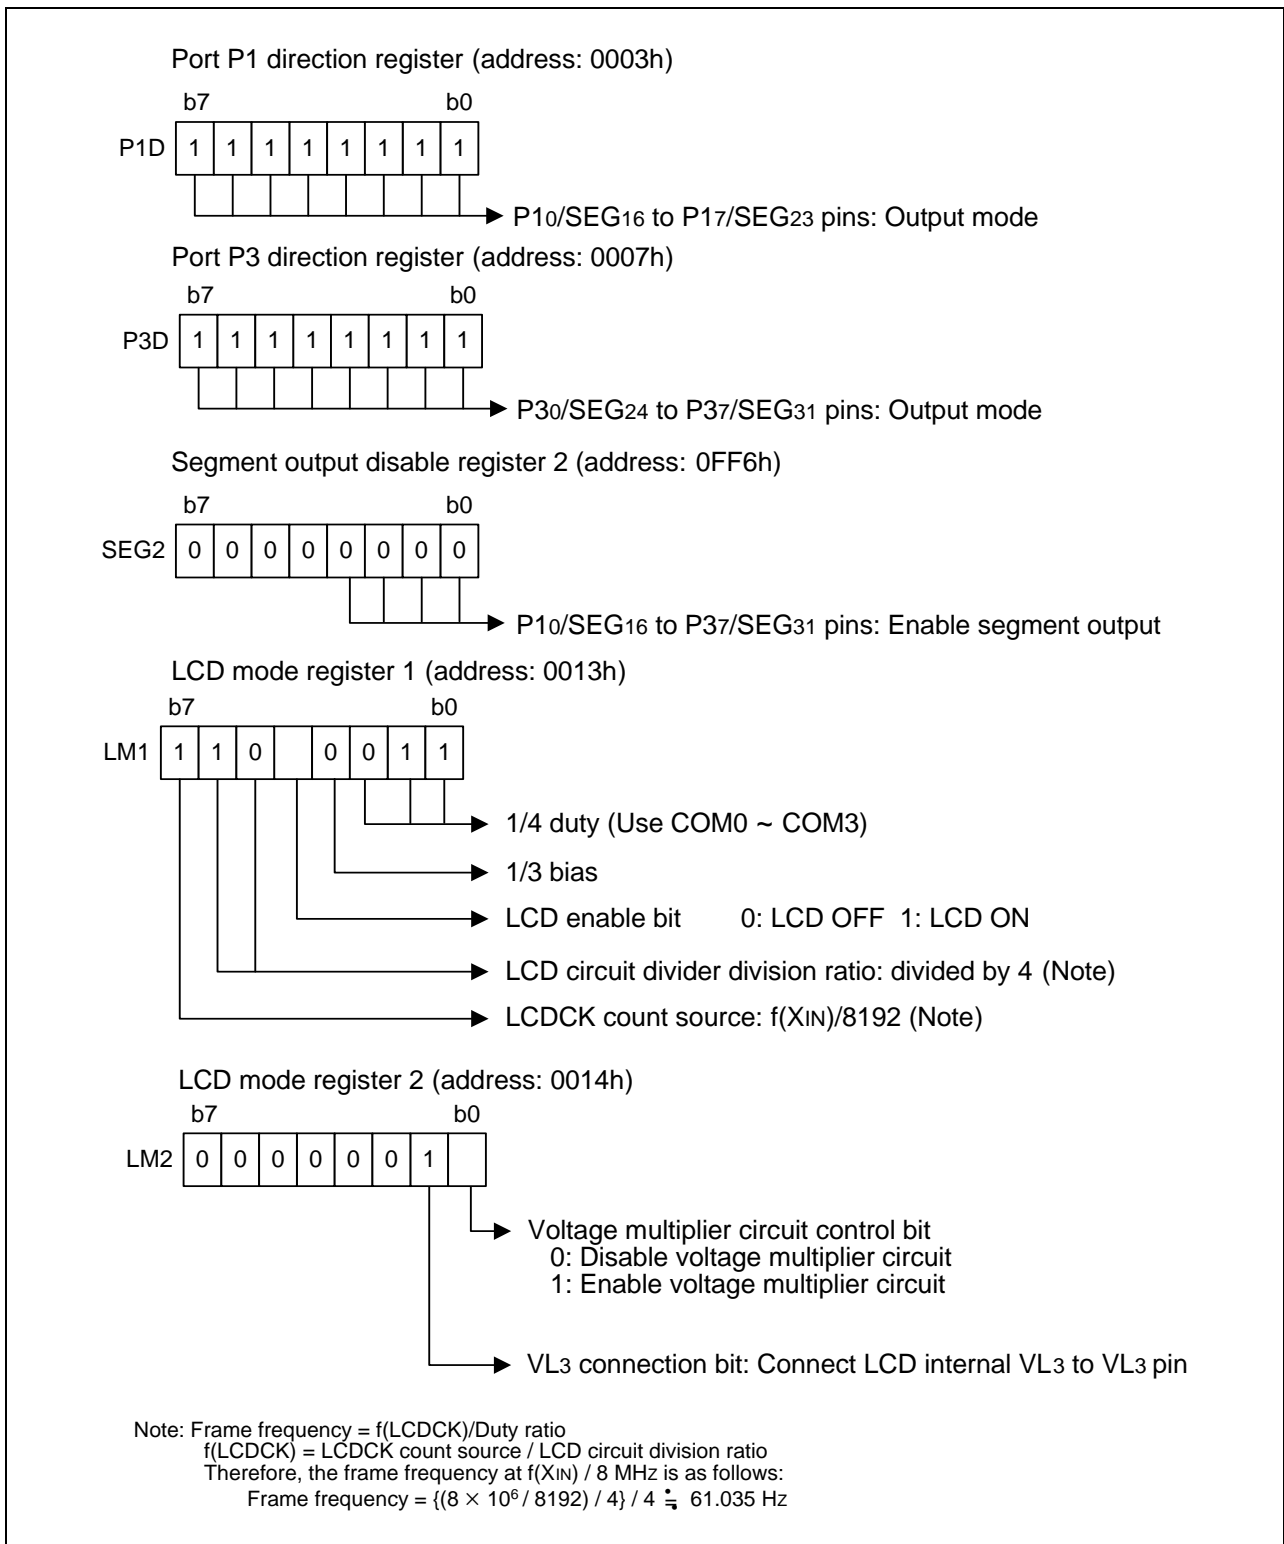 Port P1 direction register (address: 0003h)
b7 b0
P1D 1 1 1 1 1 1 1 1
P10/SEG16 to P17/SEG23 pins: Output mode
Port P3 direction register (address: 0007h)
b7 b0
P3D 1 1 1 1 1 1 1 1
P30/SEG24 to P37/SEG31 pins: Output mode
Segment output disable register 2 (address: 0FF6h)
b7 b0
SEG2 0 0 0 0 0 0 0 0
P10/SEG16 to P37/SEG31 pins: Enable segment output
LCD mode register 1 (address: 0013h)
b7 b0
LM1 1 1 0 0 0 1 1
1/4 duty (Use COM0 ~ COM3)
1/3 bias
LCD enable bit 0: LCD OFF 1: LCD ON
LCD circuit divider division ratio: divided by 4 (Note)
LCDCK count source: f(XIN)/8192 (Note)
LCD mode register 2 (address: 0014h)
b7 b0
LM2 0 0 0 0 0 0 1
Voltage multiplier circuit control bit
0: Disable voltage multiplier circuit
1: Enable voltage multiplier circuit
VL3 connection bit: Connect LCD internal VL3 to VL3 pin
Note: Frame frequency = f(LCDCK)/Duty ratio
f(LCDCK) = LCDCK count source / LCD circuit division ratio
Therefore, the frame frequency at f(XIN) / 8 MHz is as follows:
Frame frequency = {(8 × 10⁶ / 8192) / 4} / 4 ≒ 61.035 Hz